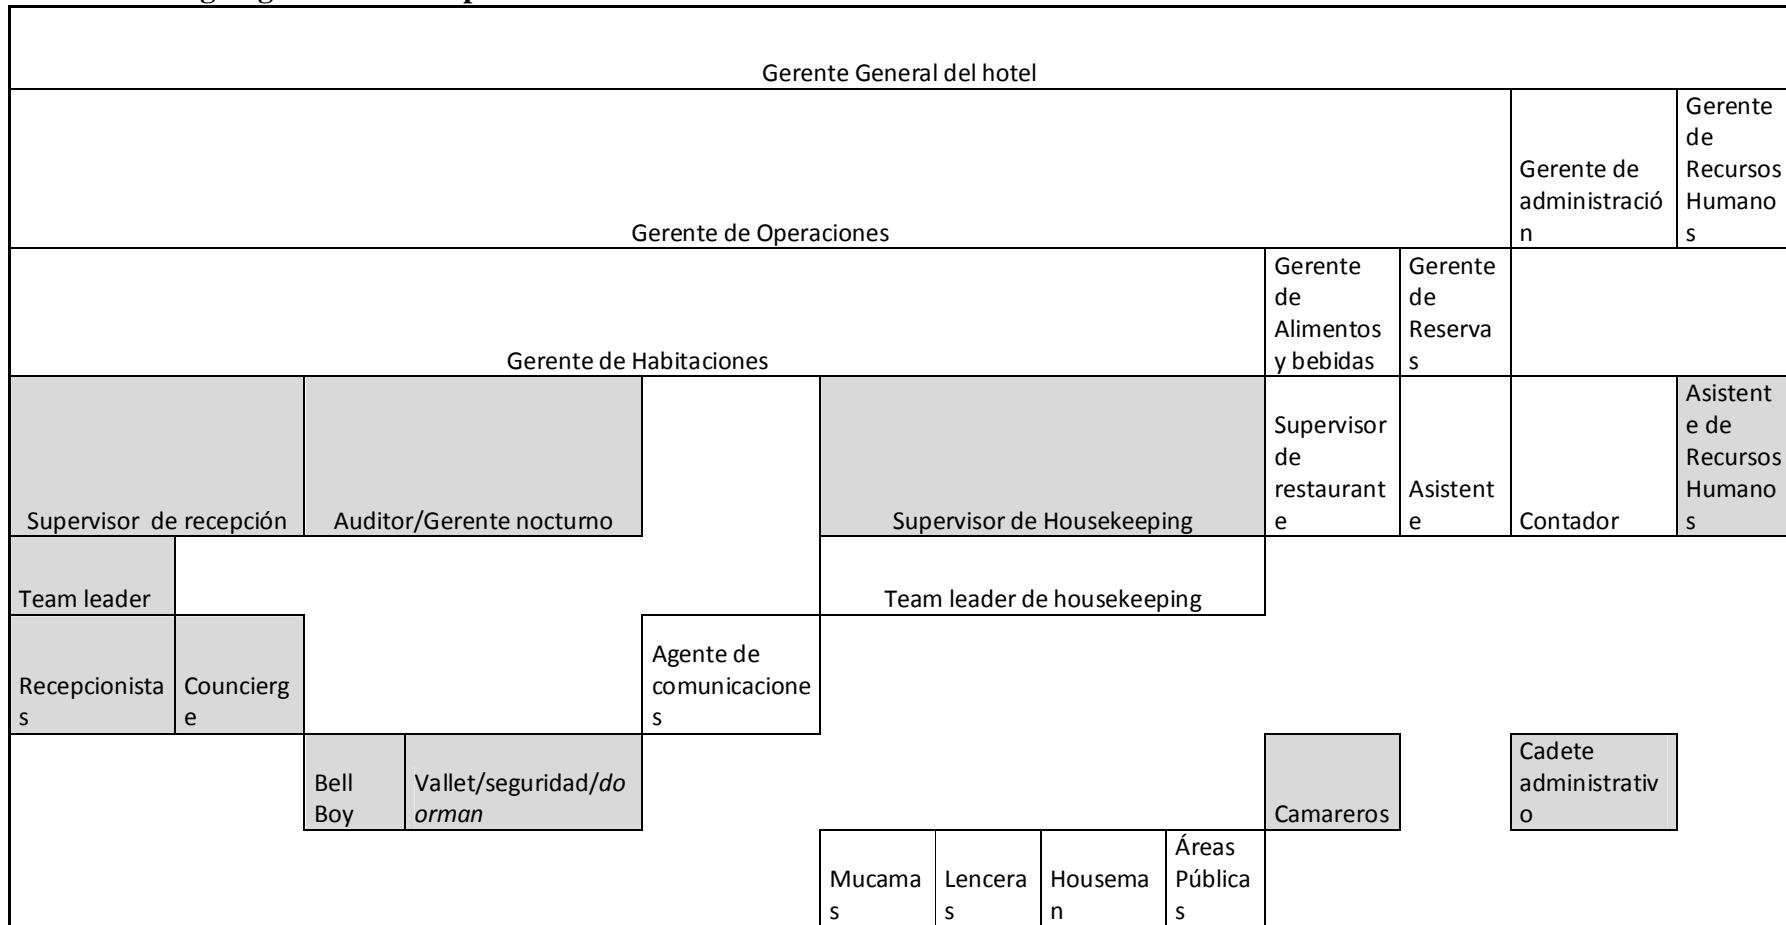 Gerente General del hotel
Gerente de Operaciones
Gerente de
administració
n
Gerente
de
Recursos
Humano
s
Gerente de Habitaciones
Gerente
de
Alimentos
y bebidas
Gerente
de
Reserva
s
Supervisor  de recepción
Auditor/Gerente nocturno
Supervisor de Housekeeping
Supervisor
de
restaurant
e
Asistent
e
Contador
Asistent
e de
Recursos
Humano
s
Team leader
Team leader de housekeeping
Recepcionista
s
Councierg
e
Agente de
comunicacione
s
Bell
Boy
Vallet/seguridad/do
orman
Camareros
Cadete
administrativ
o
Mucama
s
Lencera
s
Housema
n
Áreas
Pública
s